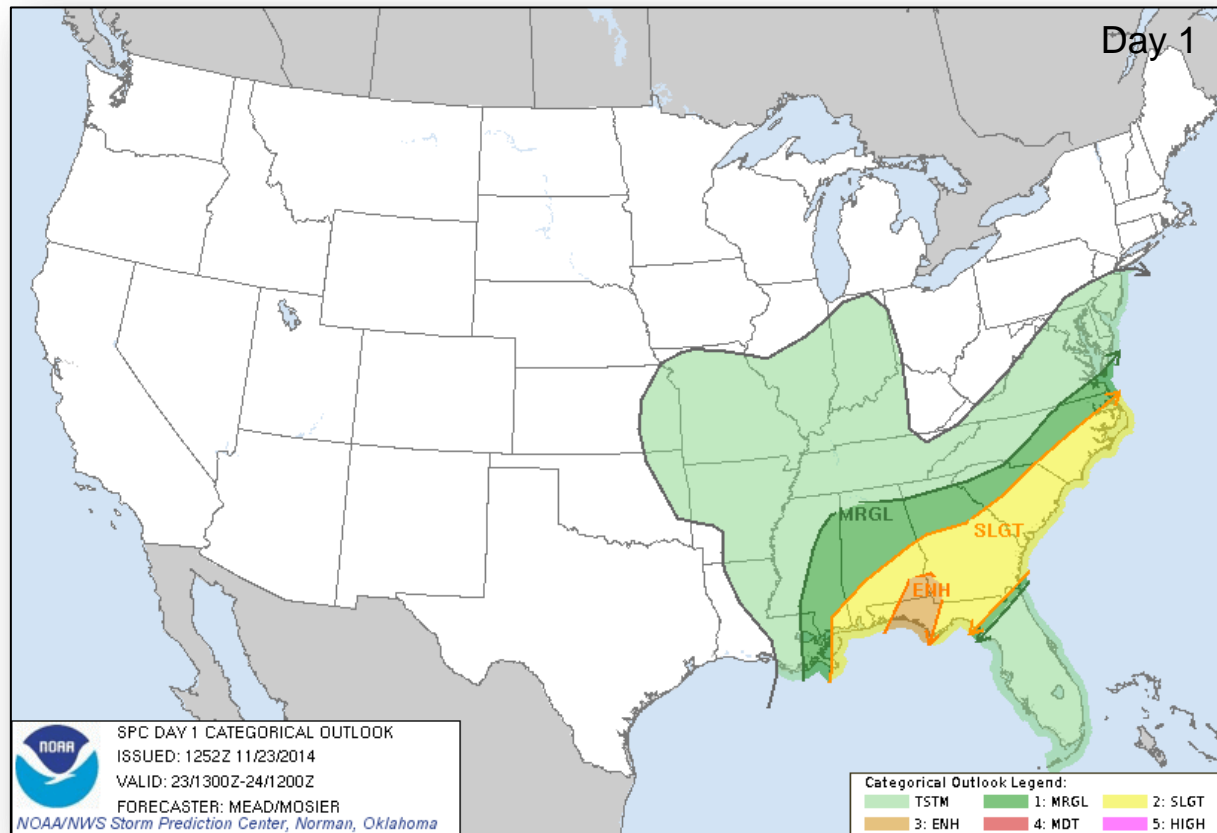 Day 1
MRGL
SLGT
ENH
NOAA
SPC DAY 1 CATEGORICAL OUTLOOK
ISSUED: 1252Z 11/23/2014
VALID: 23/1300Z-24/1200Z
FORECASTER: MEAD/MOSIER
NOAA/NWS Storm Prediction Center, Norman, Oklahoma
Categorical Outlook Legend:
TSTM 1: MRGL 2: SLGT
3: ENH 4: MDT 5: HIGH